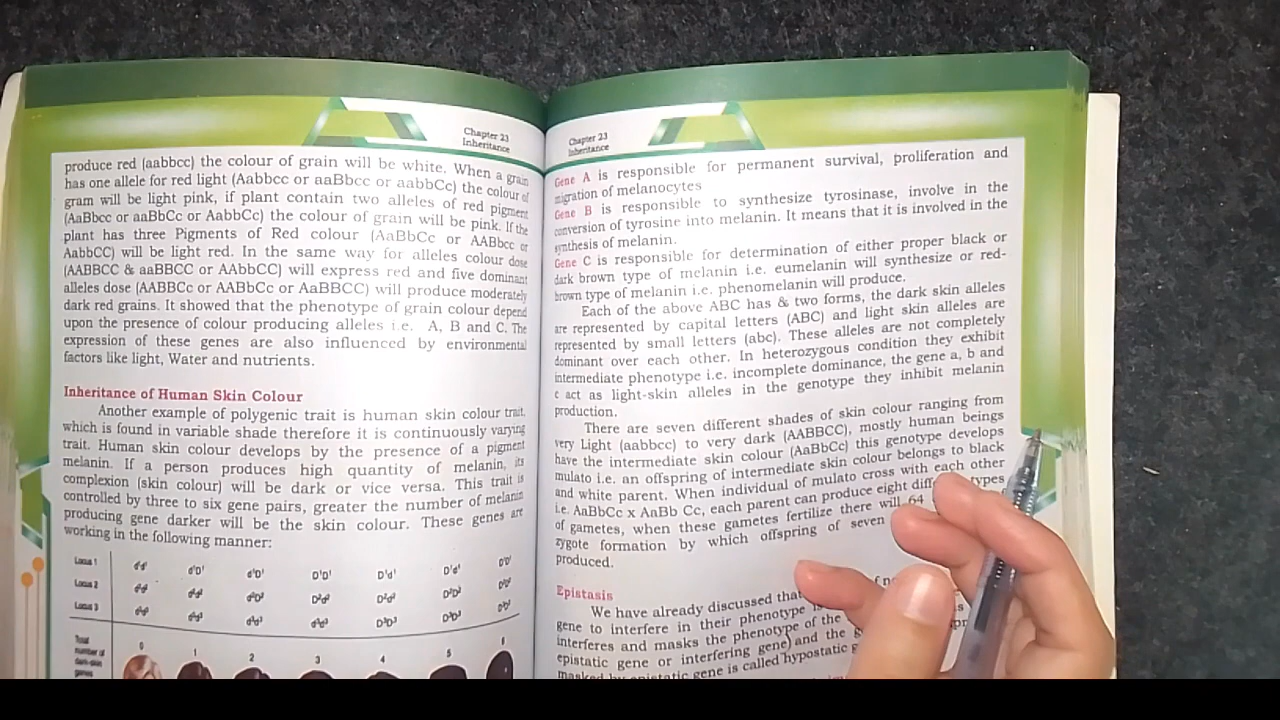 Chapter 23
Inheritance
produce red (aabbcc) the colour of grain will be white. When a grain
has one allele for red light (Aabbcc or aaBbcc or aabbCc) the colour of
gram will be light pink, if plant contain two alleles of red pigment
(AaBbcc or aaBbCc or AabbCc) the colour of grain will be pink. If the
plant has three Pigments of Red colour (AaBbCc or AABbcc or
AabbCC) will be light red. In the same way for alleles colour dose
(AABBCC & aaBBCC or AAbbCC) will express red and five dominant
alleles dose (AABBCc or AABbCc or AaBBCC) will produce moderately
dark red grains. It showed that the phenotype of grain colour depend
upon the presence of colour producing alleles i.e. A, B and C. The
expression of these genes are also influenced by environmental
factors like light, Water and nutrients.
Inheritance of Human Skin Colour
Another example of polygenic trait is human skin colour trait,
which is found in variable shade therefore it is continuously varying
trait. Human skin colour develops by the presence of a pigment
melanin. If a person produces high quantity of melanin, its
complexion (skin colour) will be dark or vice versa. This trait is
controlled by three to six gene pairs, greater the number of melanin
producing gene darker will be the skin colour. These genes are
working in the following manner:
Locus 1
Locus 2
Locus 3
Total
number of
dark-skin
genes
0 1 2 3 4 5 6
Chapter 23
Inheritance
Gene A is responsible for permanent survival, proliferation and
migration of melanocytes
Gene B is responsible to synthesize tyrosinase, involve in the
conversion of tyrosine into melanin. It means that it is involved in the
synthesis of melanin.
Gene C is responsible for determination of either proper black or
dark brown type of melanin i.e. eumelanin will synthesize or red-
brown type of melanin i.e. phenomelanin will produce.
Each of the above ABC has & two forms, the dark skin alleles
are represented by capital letters (ABC) and light skin alleles are
represented by small letters (abc). These alleles are not completely
dominant over each other. In heterozygous condition they exhibit
intermediate phenotype i.e. incomplete dominance, the gene a, b and
c act as light-skin alleles in the genotype they inhibit melanin
production.
There are seven different shades of skin colour ranging from
very Light (aabbcc) to very dark (AABBCC), mostly human beings
have the intermediate skin colour (AaBbCc) this genotype develops
mulato i.e. an offspring of intermediate skin colour belongs to black
and white parent. When individual of mulato cross with each other
i.e. AaBbCc x AaBb Cc, each parent can produce eight types
of gametes, when these gametes fertilize there will 64
zygote formation by which offspring of seven
produced.
Epistasis
We have already discussed that
gene to interfere in their phenotype
interferes and masks the phenotype of the
epistatic gene or interfering gene) and the
masked by epistatic gene is called hypostatic